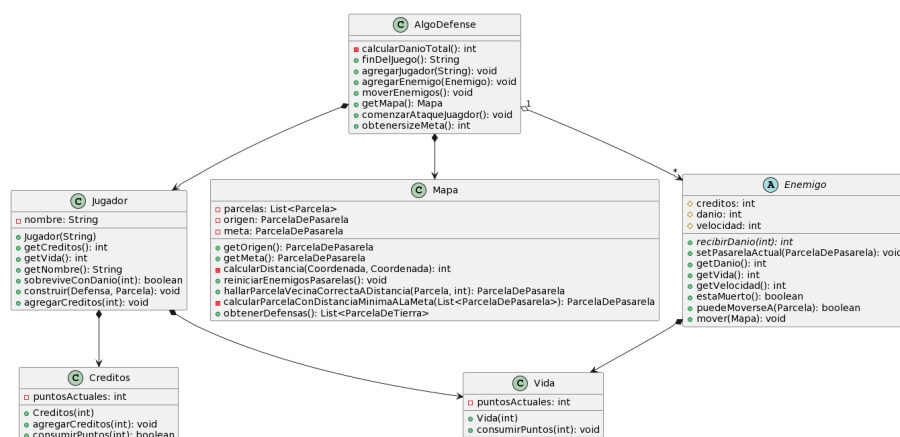 C AlgoDefense
calcularDanioTotal(): int
finDelJuego(): String
agregarJugador(String): void
agregarEnemigo(Enemigo): void
moverEnemigos(): void
getMapa(): Mapa
comenzarAtaqueJuagdor(): void
obtenersizeMeta(): int
1
*
C Jugador
nombre: String
Jugador(String)
getCreditos(): int
getVida(): int
getNombre(): String
sobreviveConDanio(int): boolean
construir(Defensa, Parcela): void
agregarCreditos(int): void
C Mapa
parcelas: List<Parcela>
origen: ParcelaDePasarela
meta: ParcelaDePasarela
getOrigen(): ParcelaDePasarela
getMeta(): ParcelaDePasarela
calcularDistancia(Coordenada, Coordenada): int
reiniciarEnemigosPasarelas(): void
hallarParcelaVecinaCorrectaADistancia(Parcela, int): ParcelaDePasarela
calcularParcelaConDistanciaMinimaALaMeta(List<ParcelaDePasarela>): ParcelaDePasarela
obtenerDefensas(): List<ParcelaDeTierra>
A Enemigo
creditos: int
danio: int
velocidad: int
recibirDanio(int): int
setPasarelaActual(ParcelaDePasarela): void
getDanio(): int
getVida(): int
getVelocidad(): int
estaMuerto(): boolean
puedeMoverseA(Parcela): boolean
mover(Mapa): void
C Creditos
puntosActuales: int
Creditos(int)
agregarCreditos(int): void
consumirPuntos(int): boolean
C Vida
puntosActuales: int
Vida(int)
consumirPuntos(int): void